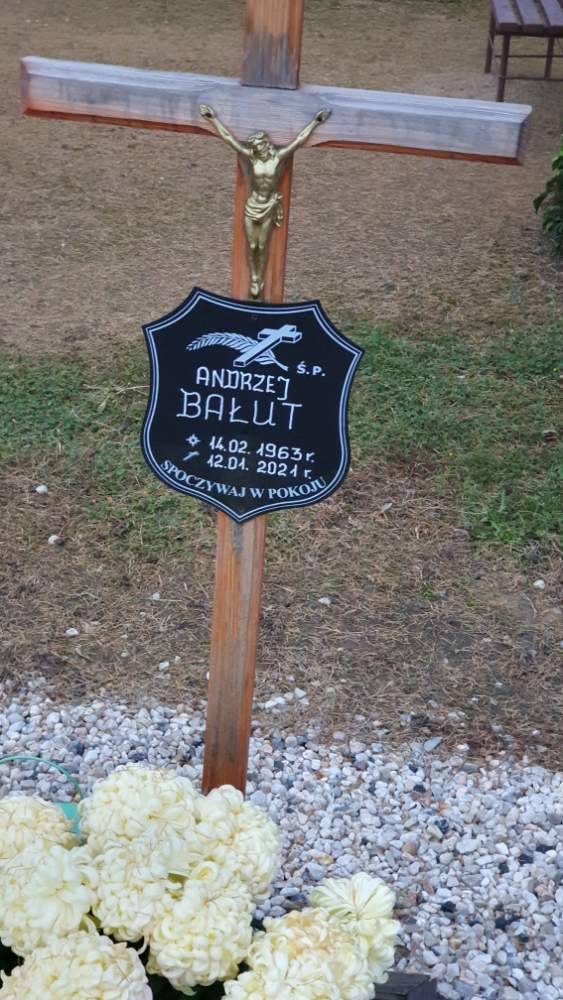 Ś.P.
ANDRZEJ
BAŁUT
14.02. 1963 r.
12.01. 2021 r.
SPOCZYWAJ W POKOJU